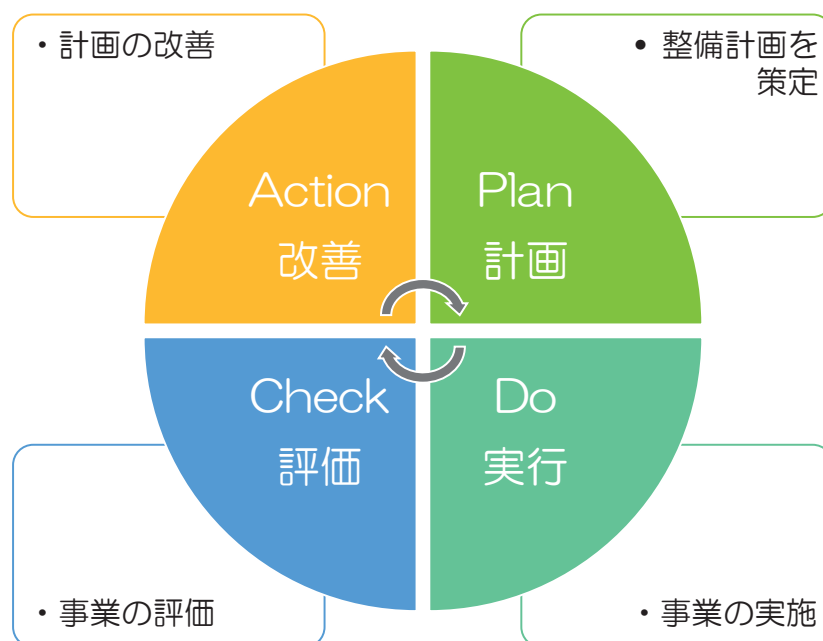 ・計画の改善
• 整備計画を
策定
Action
改善
Plan
計画
Check
評価
Do
実行
・事業の評価
・事業の実施